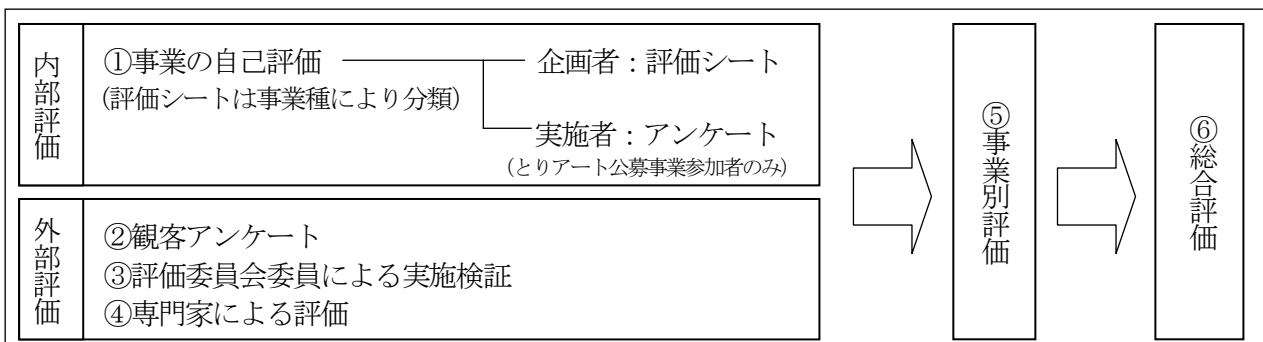 内部評価
①事業の自己評価
企画者：評価シート
(評価シートは事業種により分類)
実施者：アンケート
(とりアート公募事業参加者のみ)
外部評価
②観客アンケート
③評価委員会委員による実施検証
④専門家による評価
⑤事業別評価
⑥総合評価